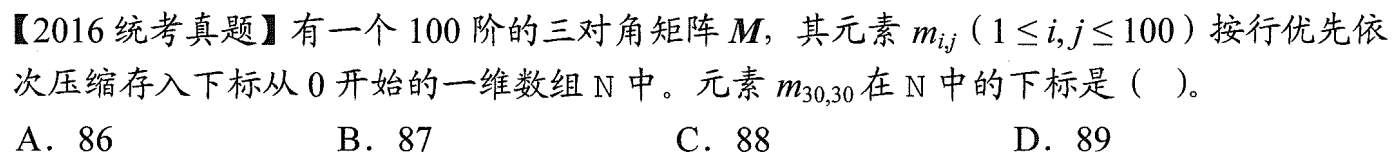 【2016 统考真题】有一个 100 阶的三对角矩阵 M，其元素 mi,j（1≤i, j≤100）按行优先依
次压缩存入下标从 0 开始的一维数组 N 中。元素 m30,30 在 N 中的下标是（ ）。
A．86 B．87 C．88 D．89